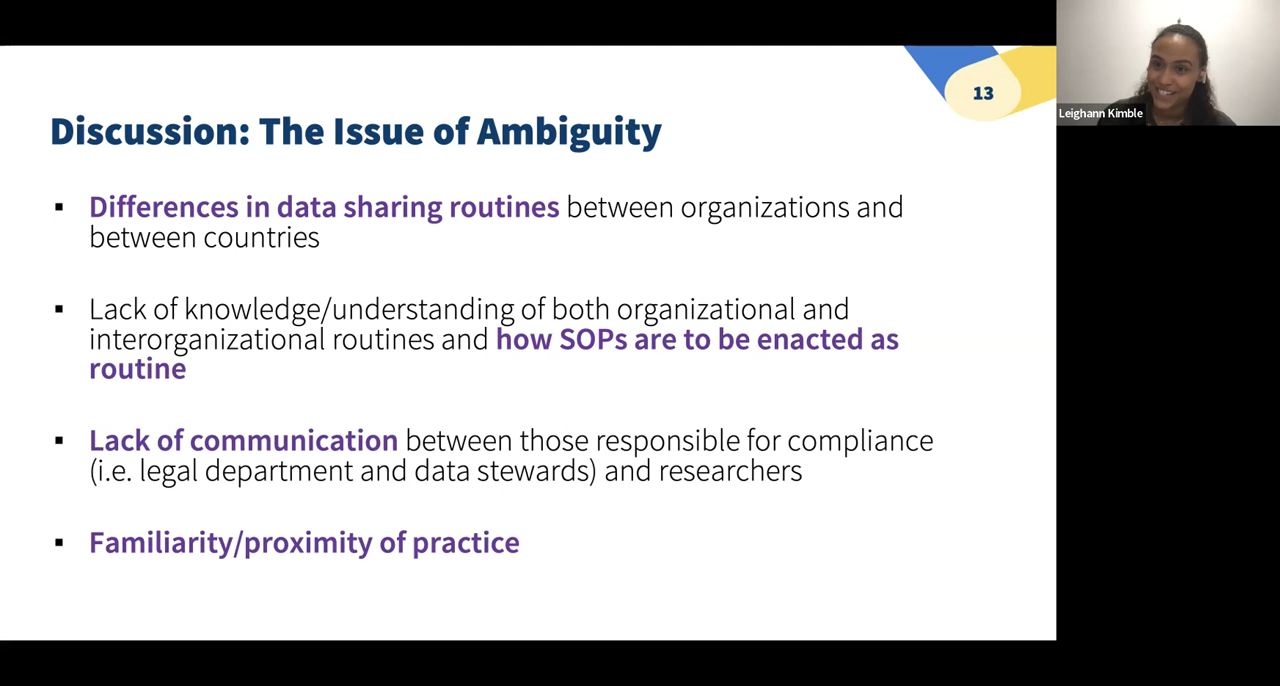 13
Leighann Kimble
Discussion: The Issue of Ambiguity
▪ Differences in data sharing routines between organizations and
between countries
▪ Lack of knowledge/understanding of both organizational and
interorganizational routines and how SOPs are to be enacted as
routine
▪ Lack of communication between those responsible for compliance
(i.e. legal department and data stewards) and researchers
▪ Familiarity/proximity of practice